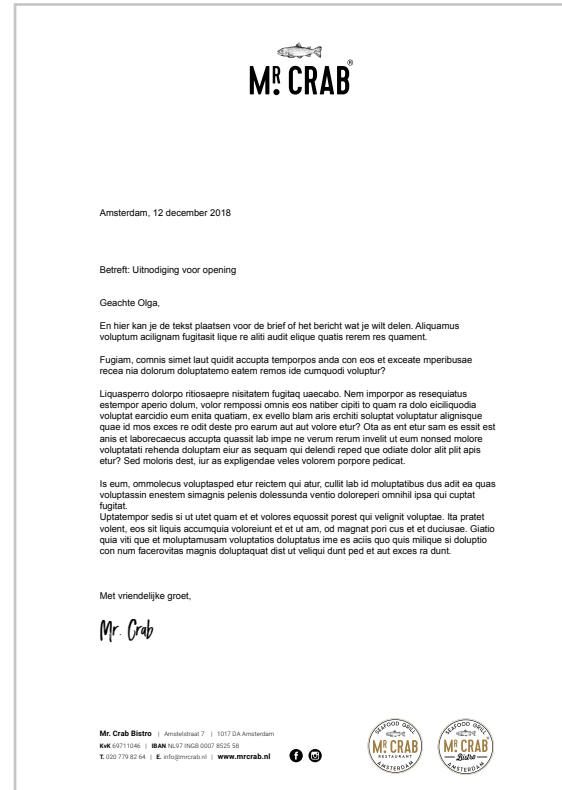 MR. CRAB®
Amsterdam, 12 december 2018
Betreft: Uitnodiging voor opening
Geachte Olga,
En hier kan je de tekst plaatsen voor de brief of het bericht wat je wilt delen. Aliquamus
voluptum acilignam fugitasit lique re aliti audit elique quatis rerem res quament.
Fugiam, comnis simet laut quidit accupta temporpos anda con eos et exceate mperibusae
recea nia dolorum doluptatemo eatem remos ide cumquodi voluptur?
Liquasperro dolorpo ritiosaepre nisitatem fugitaq uaecabo. Nem imporpor as resequiatus
estempor aperio dolum, volor rempossi omnis eos natiber cipiti to quam ra dolo eiciliquodia
voluptat earcidio eum enita quatiam, ex evello blam aris erchiti soluptat voluptatur alignisque
quae id mos exces re odit deste pro earum aut aut volore etur? Ota as ent etur sam es essit est
anis et laborecaecus accupta quassit lab impe ne verum rerum invelit ut eum nonsed molore
voluptatati rehenda doluptam eiur as sequam qui delendi reped que odiate dolor alit plit apis
etur? Sed moloris dest, iur as expligendae veles volorem porpore pedicat.
Is eum, ommolecus voluptasped etur reictem qui atur, cullit lab id moluptatibus dus adit ea quas
voluptassin enestem simagnis pelenis dolessunda ventio doloreperi omnihil ipsa qui cuptat
fugitat.
Uptatempor sedis si ut utet quam et et volores equossit porest qui velignit voluptae. Ita pratet
volent, eos sit liquis accumquia voloreiunt et et ut am, od magnat pori cus et et duciusae. Giatio
quia viti que et moluptamusam voluptatios doluptatus ime es aciis quo quis milique si doluptio
con num facerovitas magnis doluptaquat dist ut veliqui dunt ped et aut exces ra dunt.
Met vriendelijke groet,
Mr. Crab
Mr. Crab Bistro | Amstelstraat 7 | 1017 DA Amsterdam
KvK 69711046 | IBAN NL97 INGB 0007 8525 58
T. 020 779 82 64 | E. info@mrcrab.nl | www.mrcrab.nl
SEAFOOD GRILL
MR. CRAB
RESTAURANT
AMSTERDAM
SEAFOOD GRILL
MR. CRAB
Bistro
AMSTERDAM